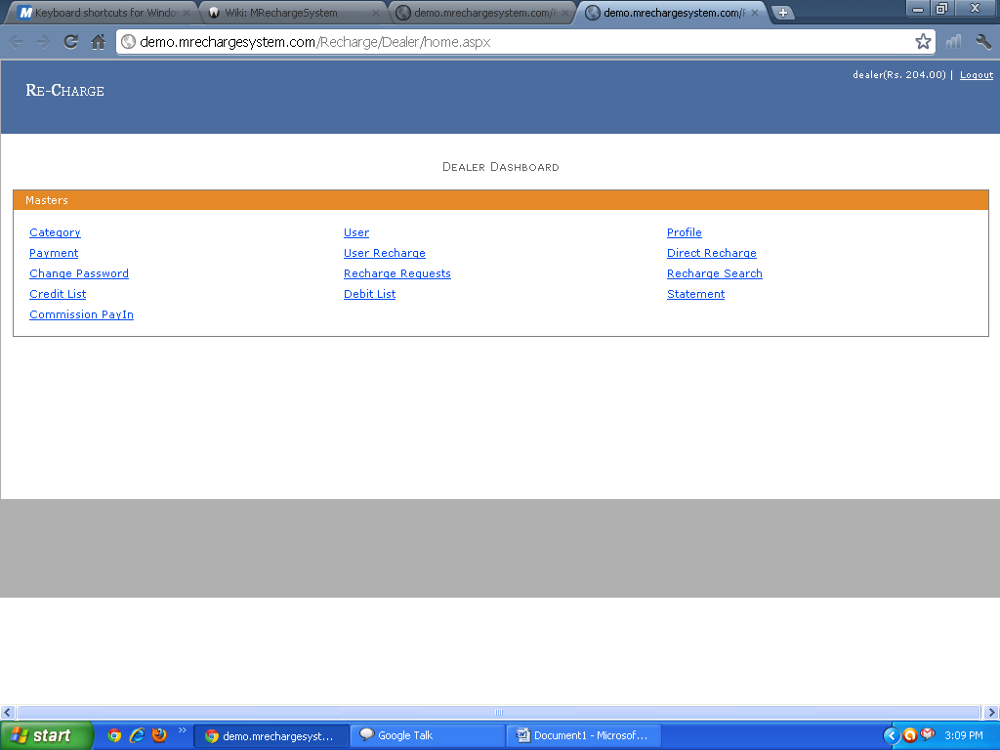 Keyboard shortcuts for Windo
Wiki: MRechargeSystem
demo.mrechargesystem.com/F
demo.mrechargesystem.com/F
demo.mrechargesystem.com/Recharge/Dealer/home.aspx
dealer(Rs. 204.00) | Logout
Re-Charge
Dealer Dashboard
Masters
Category User Profile
Payment User Recharge Direct Recharge
Change Password Recharge Requests Recharge Search
Credit List Debit List Statement
Commission PayIn
start
demo.mrechargesyst...
Google Talk
Document1 - Microsof...
3:09 PM